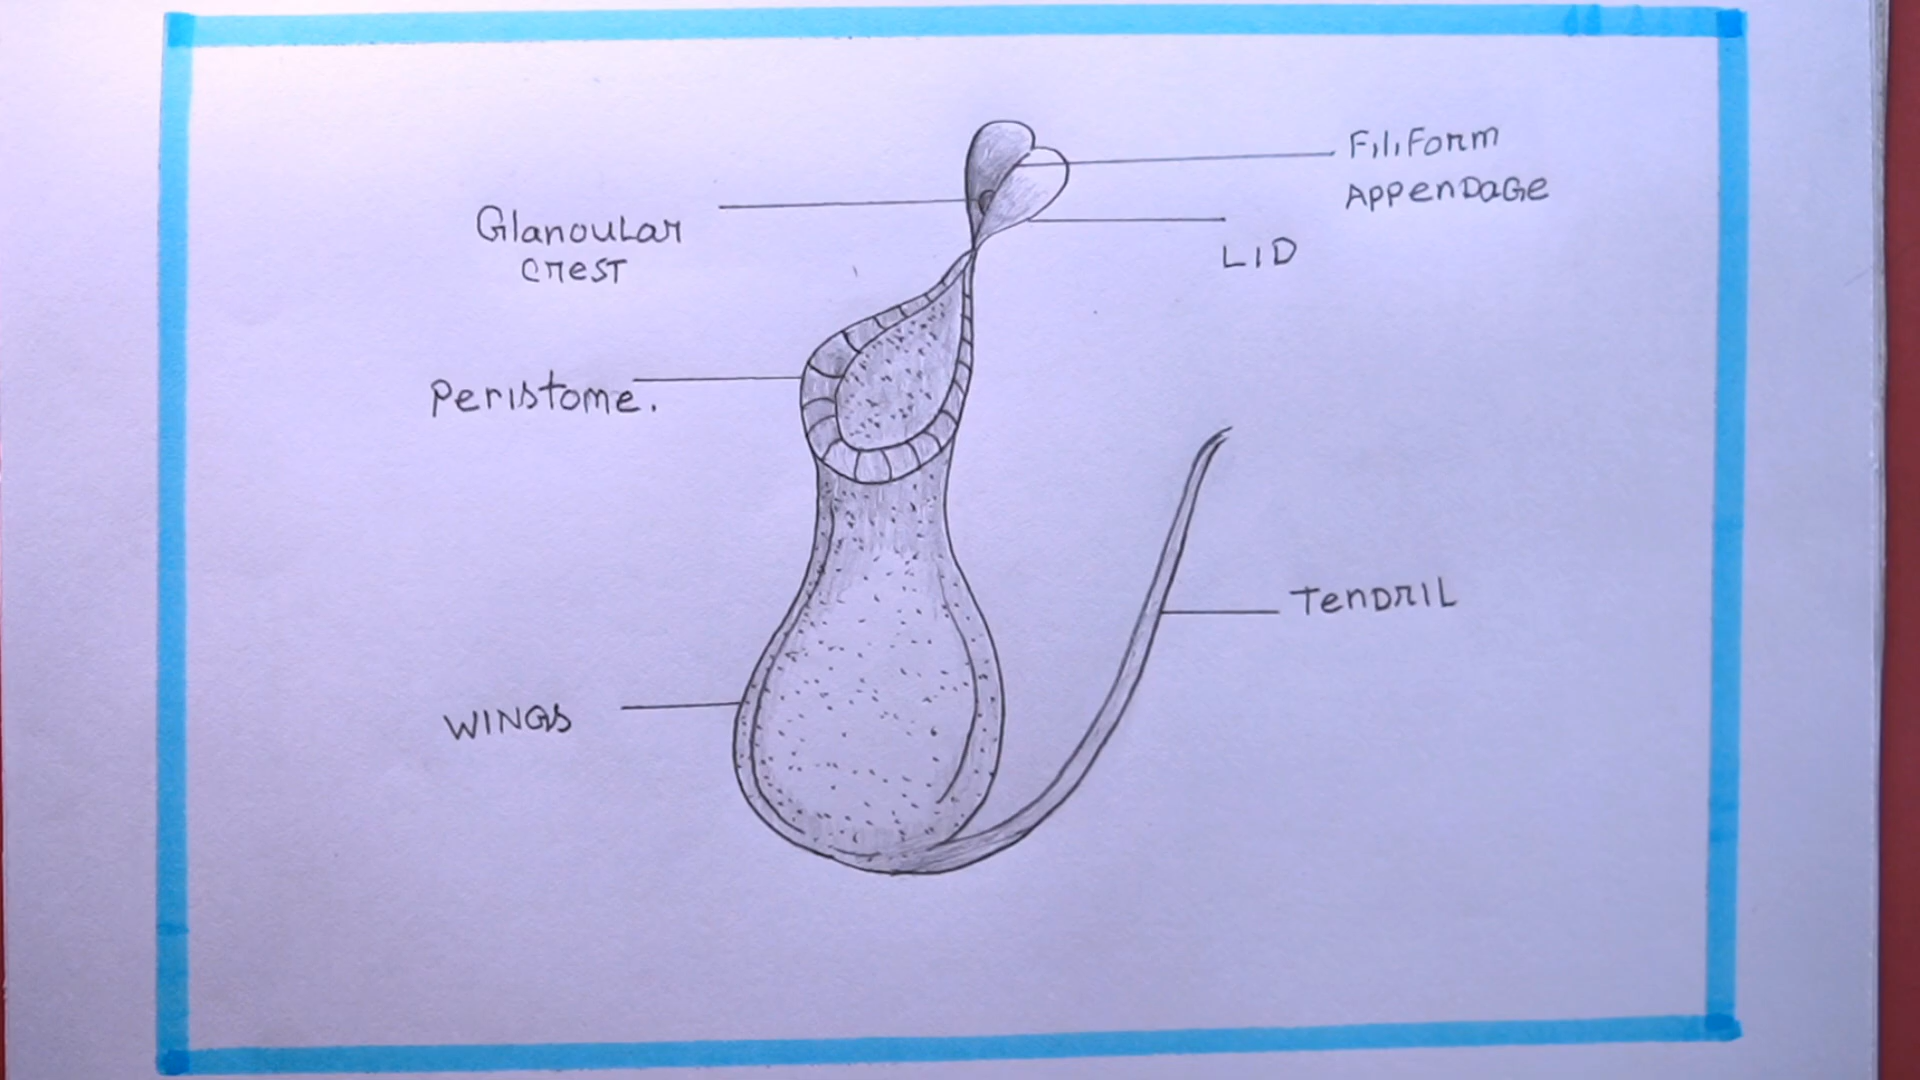 FiliForm
AppenDaGe
Glanoular
crest
LID
Peristome.
TenDril
WINGs